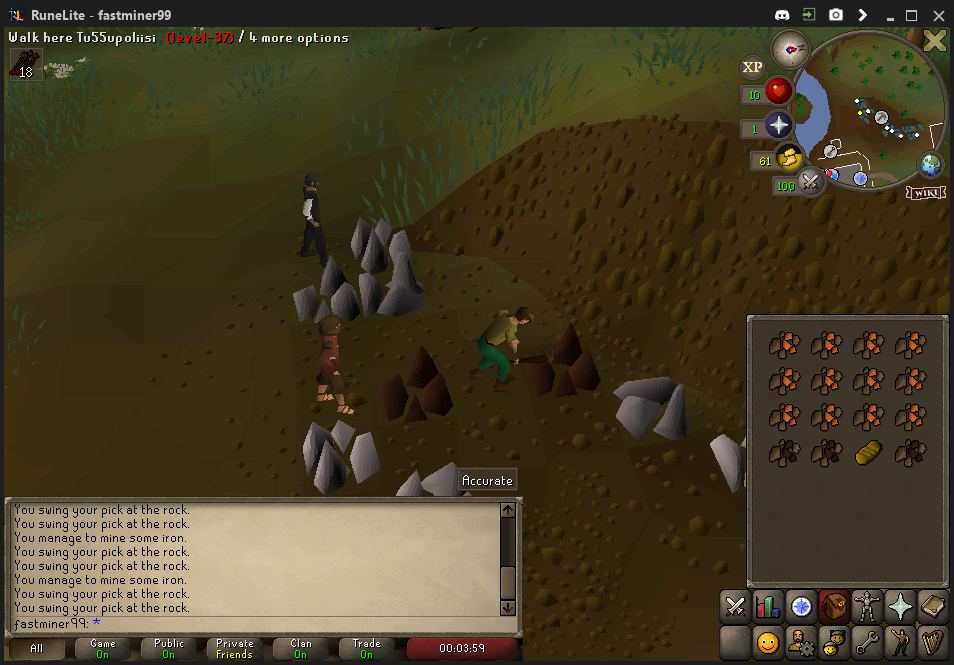 RuneLite - fastminer99
Walk here Tu55upoliisi (level-37) / 4 more options
18
XP
10
1
61
100
WIKI
Accurate
You swing your pick at the rock.
You swing your pick at the rock.
You manage to mine some iron.
You swing your pick at the rock.
You swing your pick at the rock.
You manage to mine some iron.
You swing your pick at the rock.
You swing your pick at the rock.
fastminer99: *
All
Game
On
Public
On
Private
Friends
Clan
On
Trade
On
00:03:59